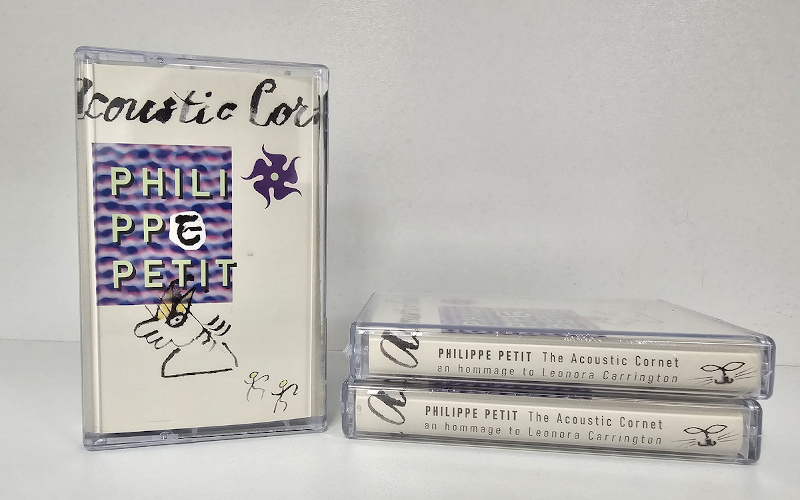 Acoustic Cor
PHILI
PPE
PETIT
PHILIPPE PETIT The Acoustic Cornet
an hommage to Leonora Carrington
PHILIPPE PETIT The Acoustic Cornet
an hommage to Leonora Carrington